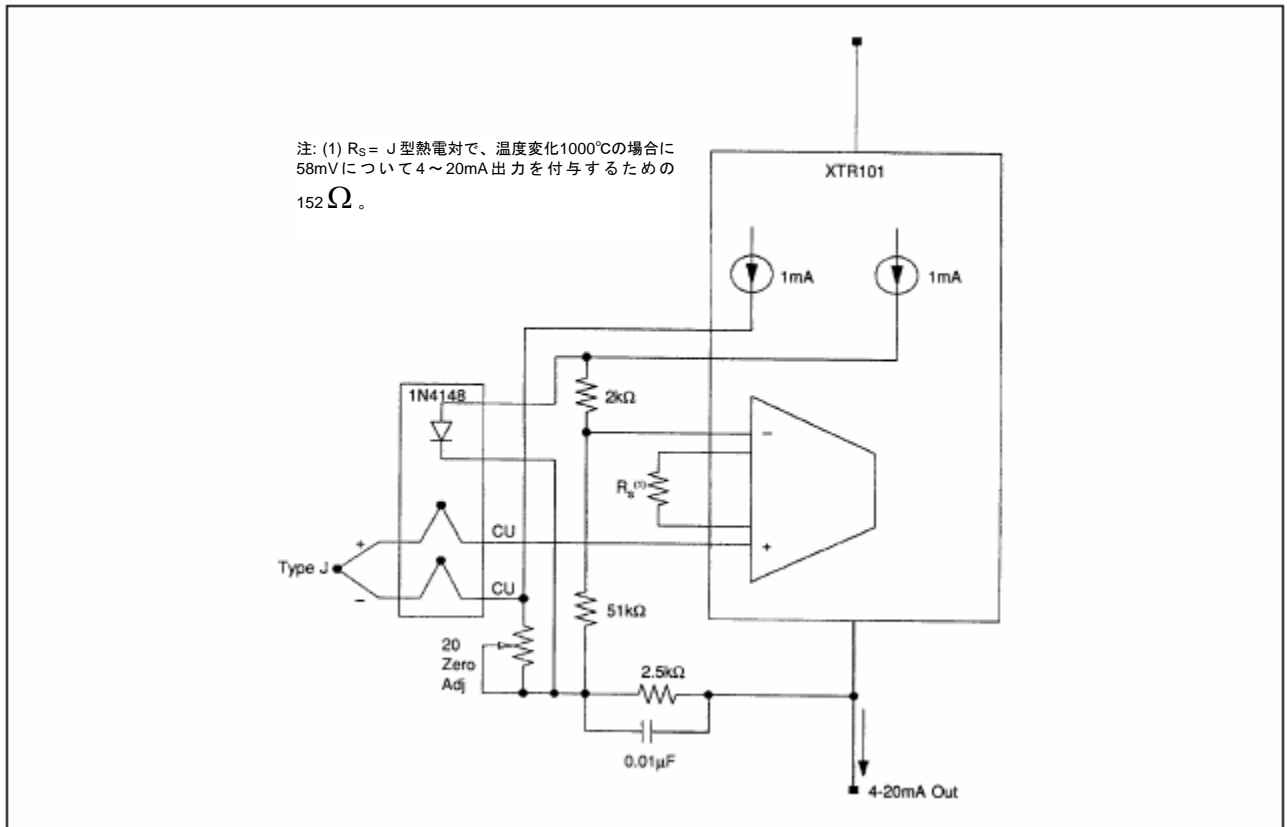 注: (1) RS= J 型熱電対で、温度変化1000℃の場合に
58mVについて4~20mA出力を付与するための
152 Ω 。
XTR101
1mA
1mA
1N4148
2kΩ
−
Rs(1)
CU
+
+
Type J
−
CU
51kΩ
20
Zero
Adj
2.5kΩ
0.01µF
4-20mA Out